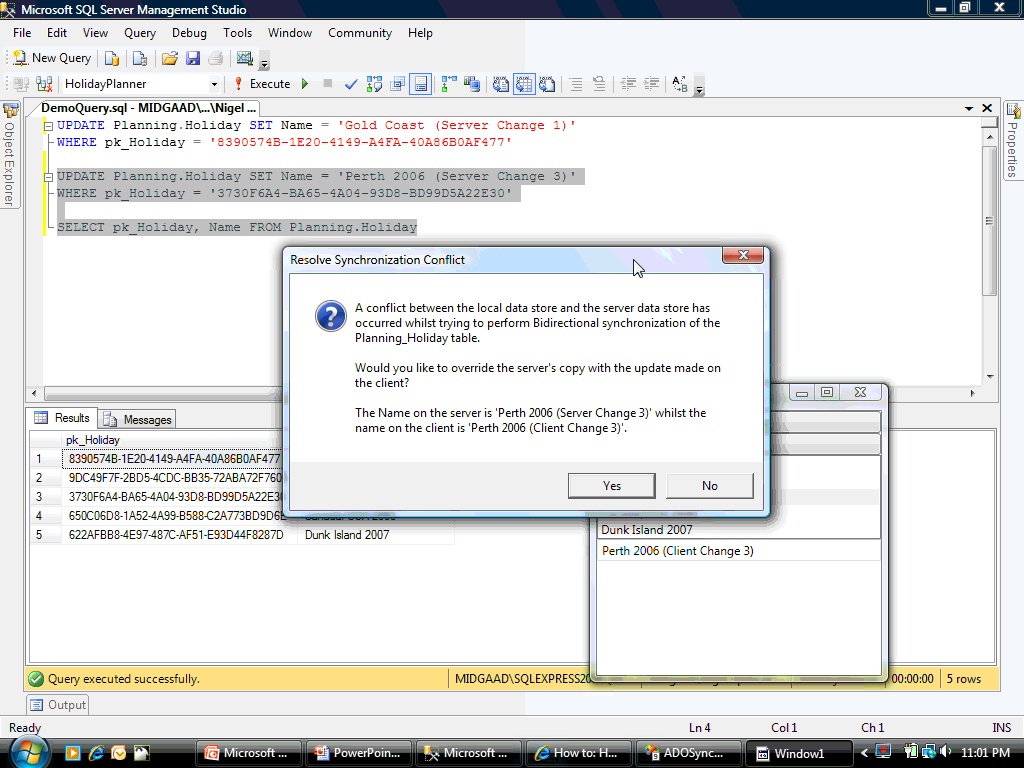 Microsoft SQL Server Management Studio
File Edit View Query Debug Tools Window Community Help
New Query
HolidayPlanner Execute
DemoQuery.sql - MIDGAAD\...\Nigel ...
Object Explorer
Properties
UPDATE Planning.Holiday SET Name = 'Gold Coast (Server Change 1)'
WHERE pk_Holiday = '8390574B-1E20-4149-A4FA-40A86B0AF477'
UPDATE Planning.Holiday SET Name = 'Perth 2006 (Server Change 3)'
WHERE pk_Holiday = '3730F6A4-BA65-4A04-93D8-BD99D5A22E30'
SELECT pk_Holiday, Name FROM Planning.Holiday
Resolve Synchronization Conflict
A conflict between the local data store and the server data store has
occurred whilst trying to perform Bidirectional synchronization of the
Planning_Holiday table.
Would you like to override the server's copy with the update made on
the client?
The Name on the server is 'Perth 2006 (Server Change 3)' whilst the
name on the client is 'Perth 2006 (Client Change 3)'.
Yes No
Results Messages
pk_Holiday
1 8390574B-1E20-4149-A4FA-40A86B0AF477
2 9DC49F7F-2BD5-4CDC-BB35-72ABA72F760
3 3730F6A4-BA65-4A04-93D8-BD99D5A22E30
4 650C06D8-1A52-4A99-B588-C2A773BD9D6E
5 622AFBB8-4E97-487C-AF51-E93D44F8287D Dunk Island 2007
Dunk Island 2007
Perth 2006 (Client Change 3)
Query executed successfully. MIDGAAD\SQLEXPRESS20 00:00:00 5 rows
Output
Ready Ln 4 Col 1 Ch 1 INS
Microsoft ... PowerPoin... Microsoft ... How to: H... ADOSync... Window1 < 11:01 PM